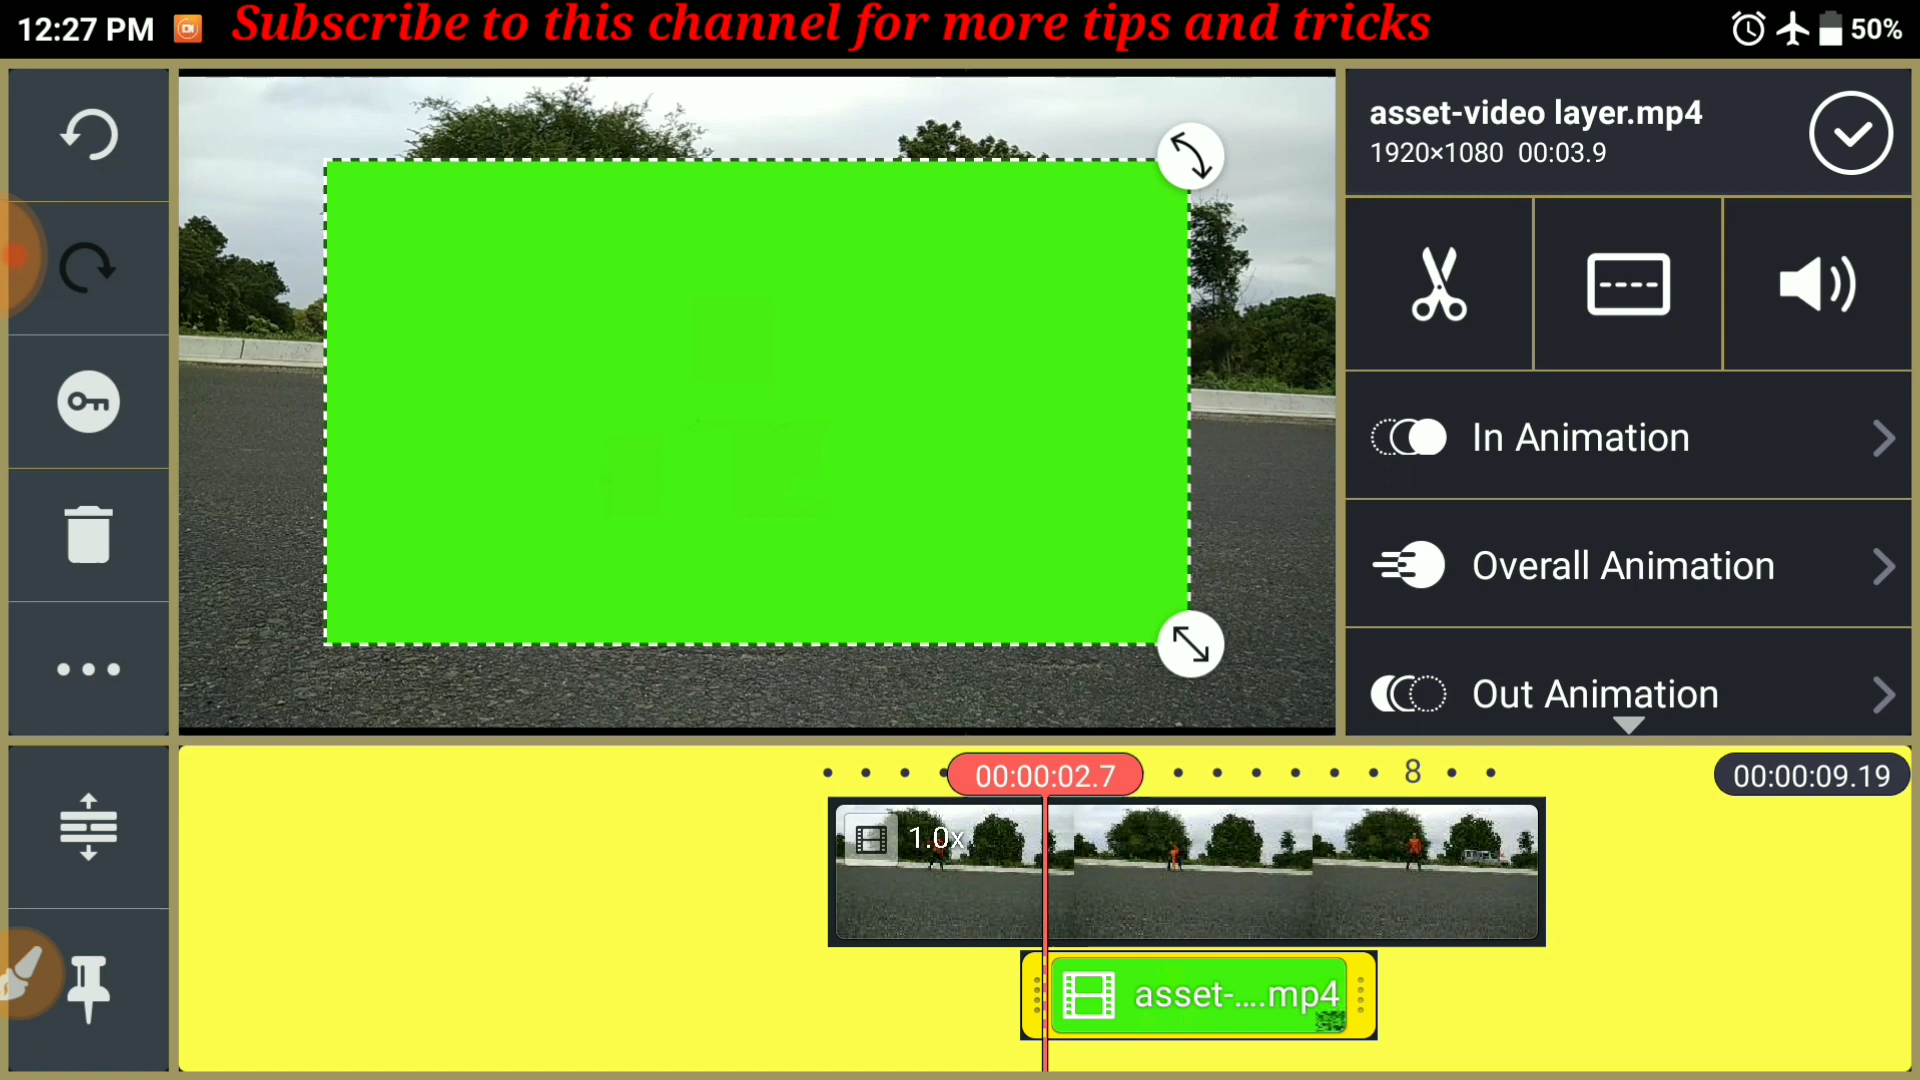 12:27 PM
Subscribe to this channel for more tips and tricks
50%
asset-video layer.mp4
1920×1080 00:03.9
In Animation
Overall Animation
Out Animation
00:00:02.7
8
00:00:09.19
1.0x
asset-....mp4